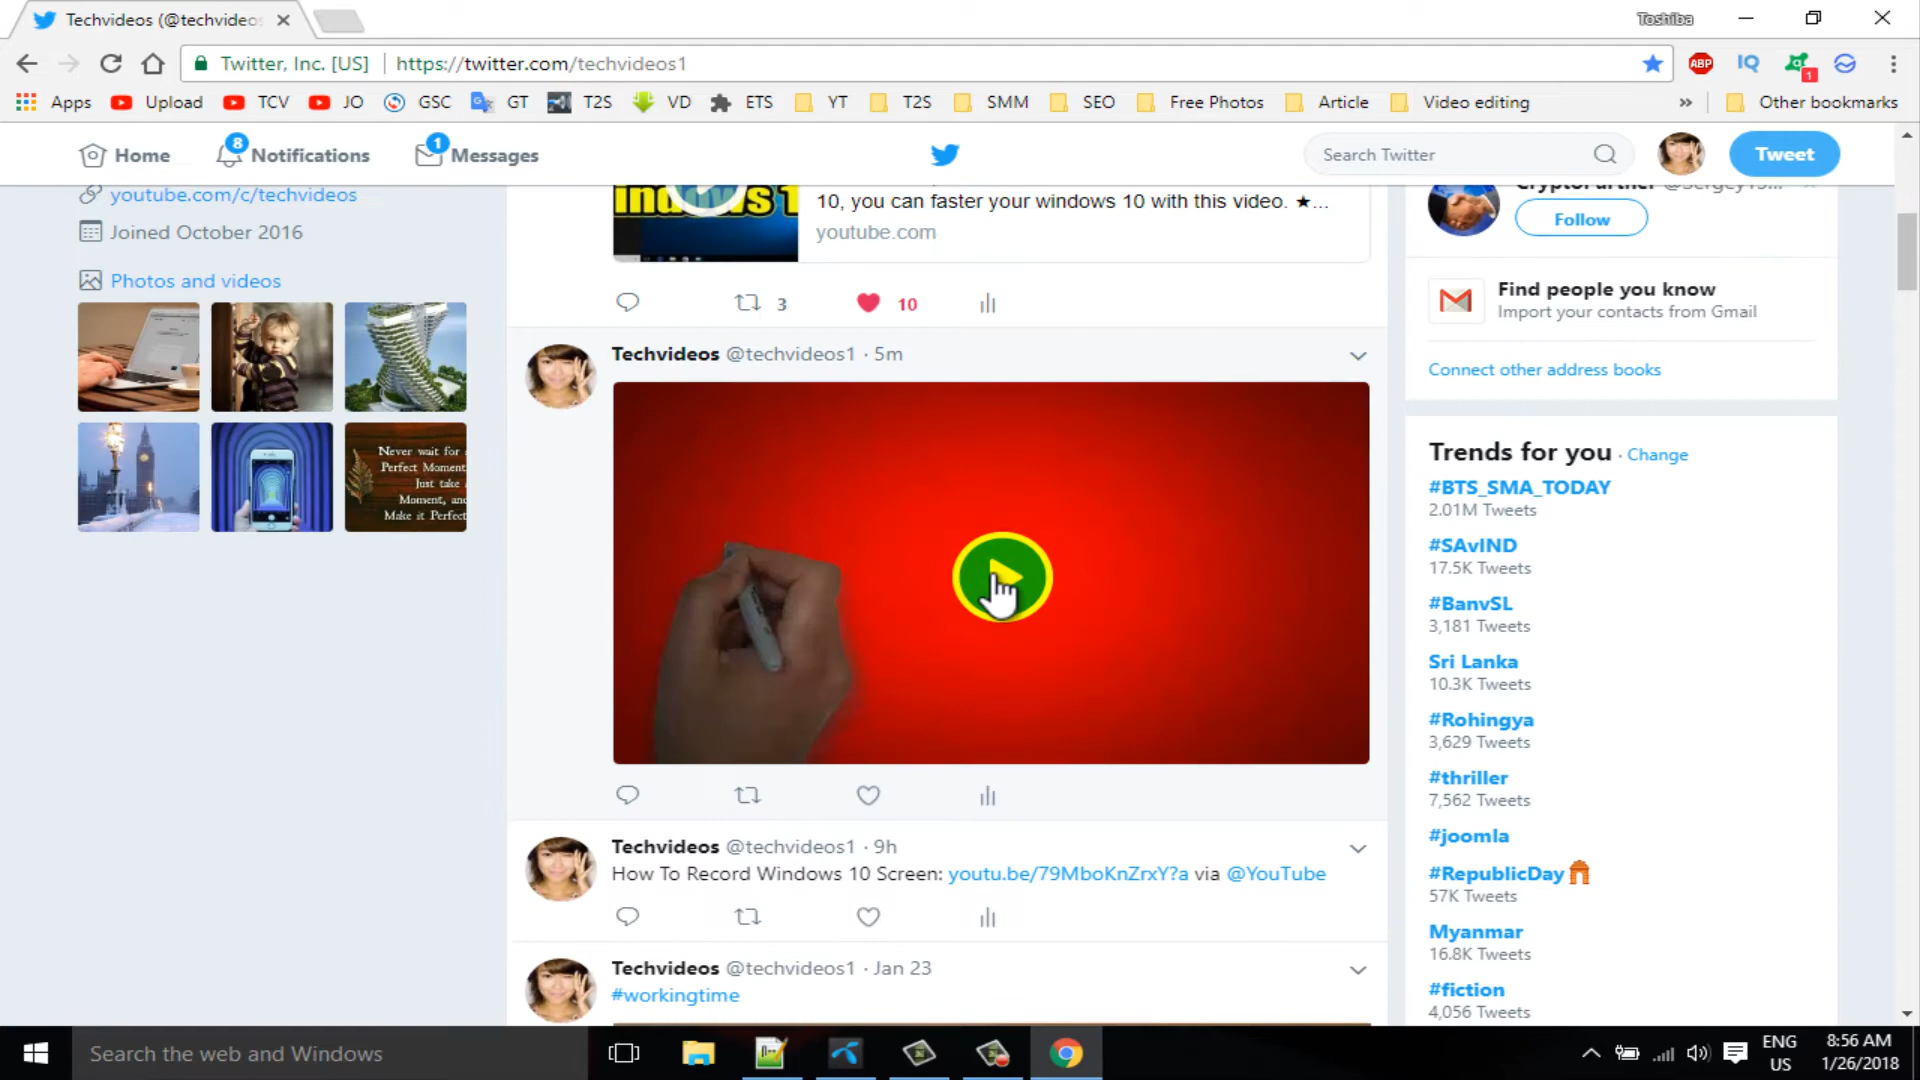 Techvideos (@techvideos
Toshiba
Twitter, Inc. [US] https://twitter.com/techvideos1
ABP IQ 1
Apps Upload TCV JO GSC GT T2S VD ETS YT T2S SMM SEO Free Photos Article Video editing » Other bookmarks
Home 8 Notifications 1 Messages Search Twitter Tweet
youtube.com/c/techvideos
Joined October 2016
Photos and videos
Never wait for
Perfect Moment
Just take
Moment, and
Make it Perfect
10, you can faster your windows 10 with this video. ★...
youtube.com
3 10
Techvideos @techvideos1 · 5m
Techvideos @techvideos1 · 9h
How To Record Windows 10 Screen: youtu.be/79MboKnZrxY?a via @YouTube
Techvideos @techvideos1 · Jan 23
#workingtime
Follow
Find people you know
Import your contacts from Gmail
Connect other address books
Trends for you · Change
#BTS_SMA_TODAY
2.01M Tweets
#SAvIND
17.5K Tweets
#BanvSL
3,181 Tweets
Sri Lanka
10.3K Tweets
#Rohingya
3,629 Tweets
#thriller
7,562 Tweets
#joomla
#RepublicDay
57K Tweets
Myanmar
16.8K Tweets
#fiction
4,056 Tweets
Search the web and Windows
ENG
US
8:56 AM
1/26/2018